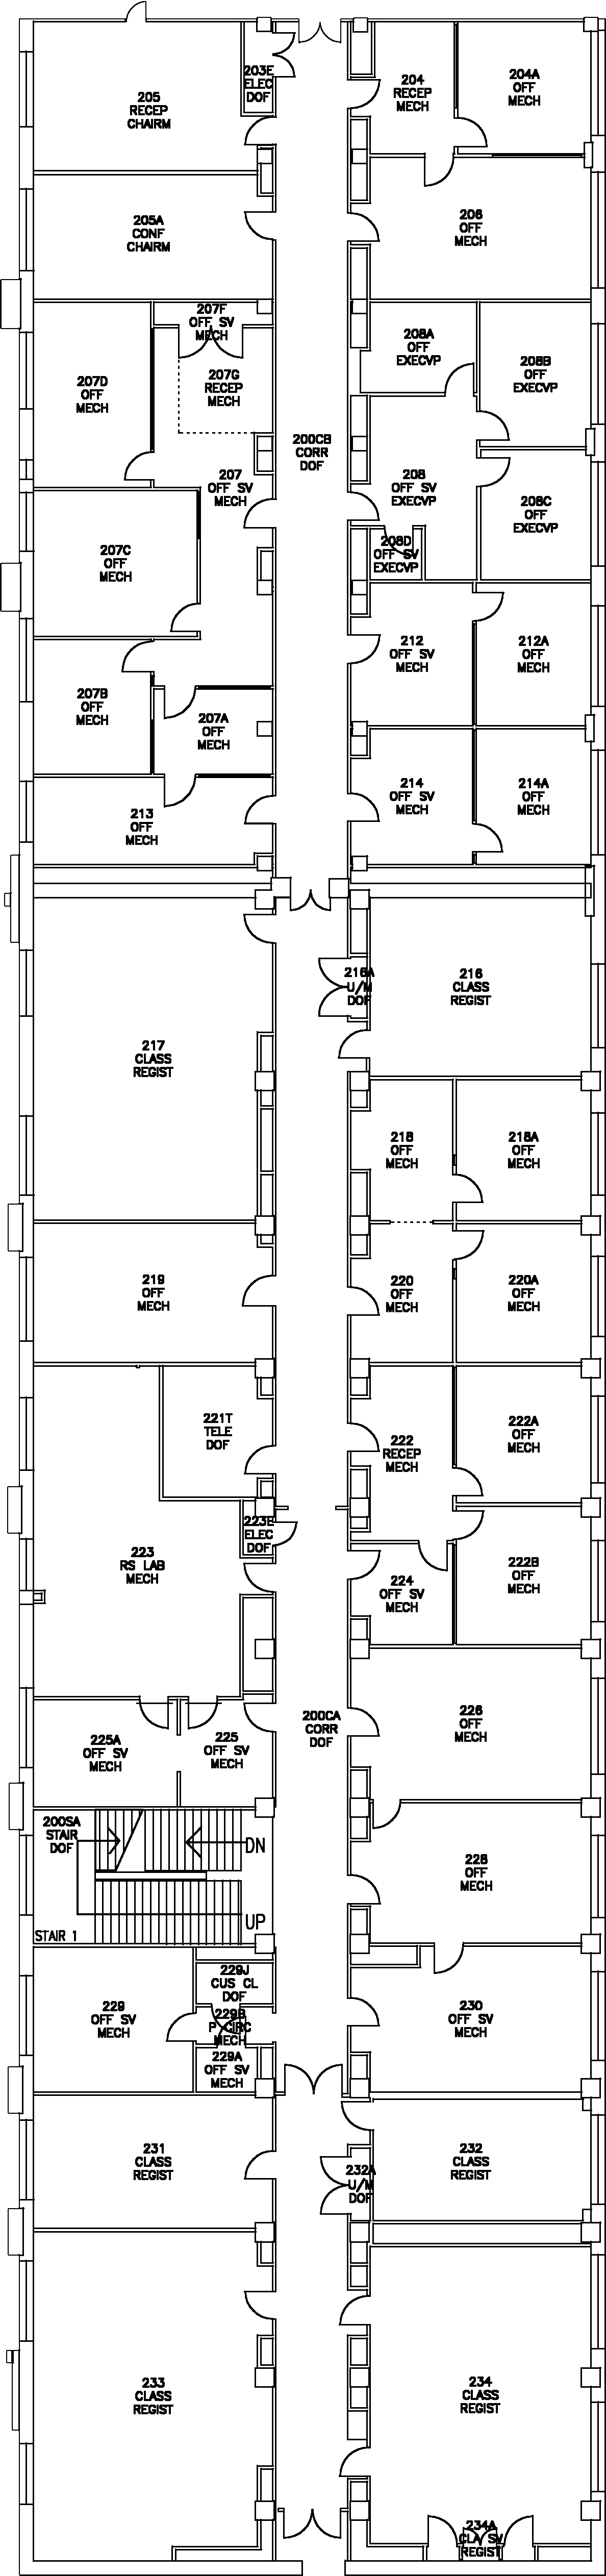 203E
ELEC
DOF
205
RECEP
CHAIRM
204
RECEP
MECH
204A
OFF
MECH
205A
CONF
CHAIRM
206
OFF
MECH
207F
OFF SV
MECH
207G
RECEP
MECH
207D
OFF
MECH
208A
OFF
EXECVP
208B
OFF
EXECVP
200CB
CORR
DOF
207
OFF SV
MECH
208
OFF SV
EXECVP
208C
OFF
EXECVP
207C
OFF
MECH
208D
OFF SV
EXECVP
212
OFF SV
MECH
212A
OFF
MECH
207B
OFF
MECH
207A
OFF
MECH
213
OFF
MECH
214
OFF SV
MECH
214A
OFF
MECH
216A
U/M
DOF
216
CLASS
REGIST
217
CLASS
REGIST
218
OFF
MECH
218A
OFF
MECH
219
OFF
MECH
220
OFF
MECH
220A
OFF
MECH
221T
TELE
DOF
222
RECEP
MECH
222A
OFF
MECH
223E
ELEC
DOF
223
RS LAB
MECH
224
OFF SV
MECH
222B
OFF
MECH
225A
OFF SV
MECH
225
OFF SV
MECH
200CA
CORR
DOF
226
OFF
MECH
200SA
STAIR
DOF
DN
UP
STAIR 1
228
OFF
MECH
229J
CUS CL
DOF
229
OFF SV
MECH
229B
P CIRC
MECH
229A
OFF SV
MECH
230
OFF SV
MECH
231
CLASS
REGIST
232A
U/M
DOF
232
CLASS
REGIST
233
CLASS
REGIST
234
CLASS
REGIST
234A
CLA SV
REGIST